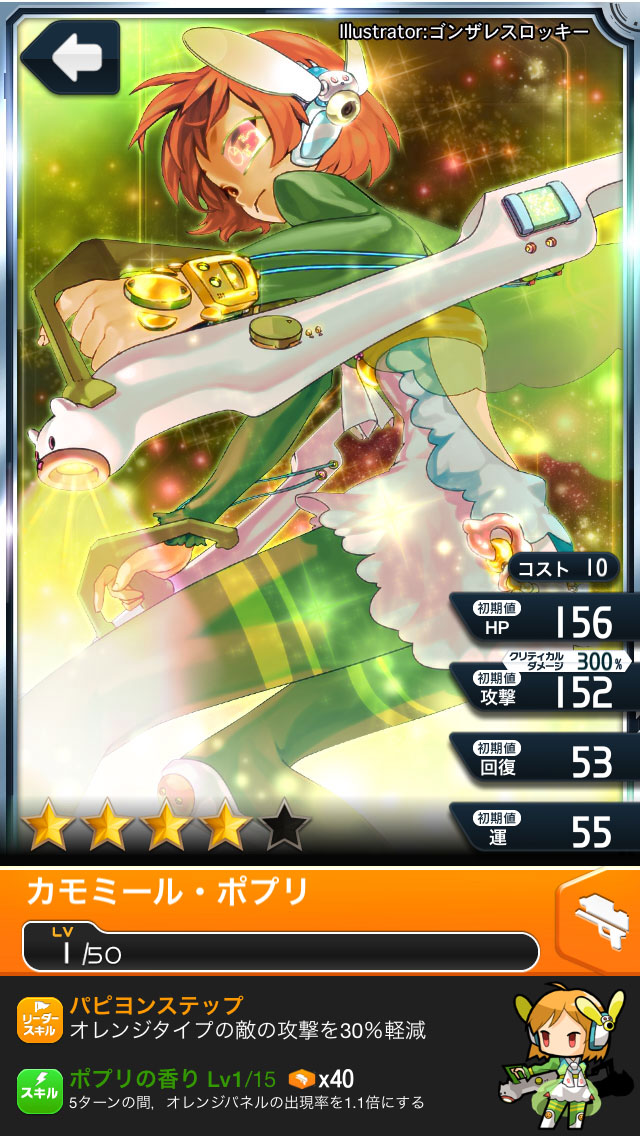 Illustrator:ゴンザレスロッキー
コスト 10
初期値
HP 156
クリティカル
ダメージ 300%
初期値
攻撃 152
初期値
回復 53
初期値
運 55
カモミール・ポプリ
LV
1/50
リーダー
スキル
パピヨンステップ
オレンジタイプの敵の攻撃を30%軽減
スキル
ポプリの香り Lv1/15 x40
5ターンの間, オレンジパネルの出現率を1.1倍にする